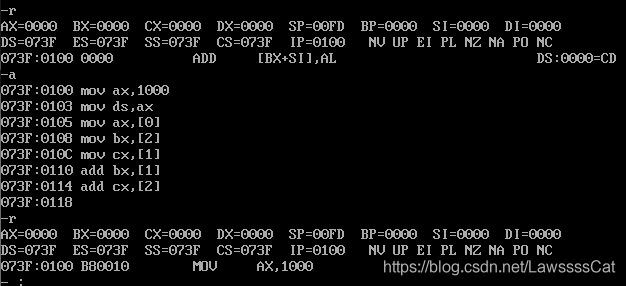 -r
AX=0000 BX=0000 CX=0000 DX=0000 SP=00FD BP=0000 SI=0000 DI=0000
DS=073F ES=073F SS=073F CS=073F IP=0100 NV UP EI PL NZ NA PO NC
073F:0100 0000 ADD [BX+SI],AL DS:0000=CD
-a
073F:0100 mov ax,1000
073F:0103 mov ds,ax
073F:0105 mov ax,[0]
073F:0108 mov bx,[2]
073F:010C mov cx,[1]
073F:0110 add bx,[1]
073F:0114 add cx,[2]
073F:0118
-r
AX=0000 BX=0000 CX=0000 DX=0000 SP=00FD BP=0000 SI=0000 DI=0000
DS=073F ES=073F SS=073F CS=073F IP=0100 NV UP EI PL NZ NA PO NC
073F:0100 B80010 MOV AX,1000
https://blog.csdn.net/LawssssCat
-